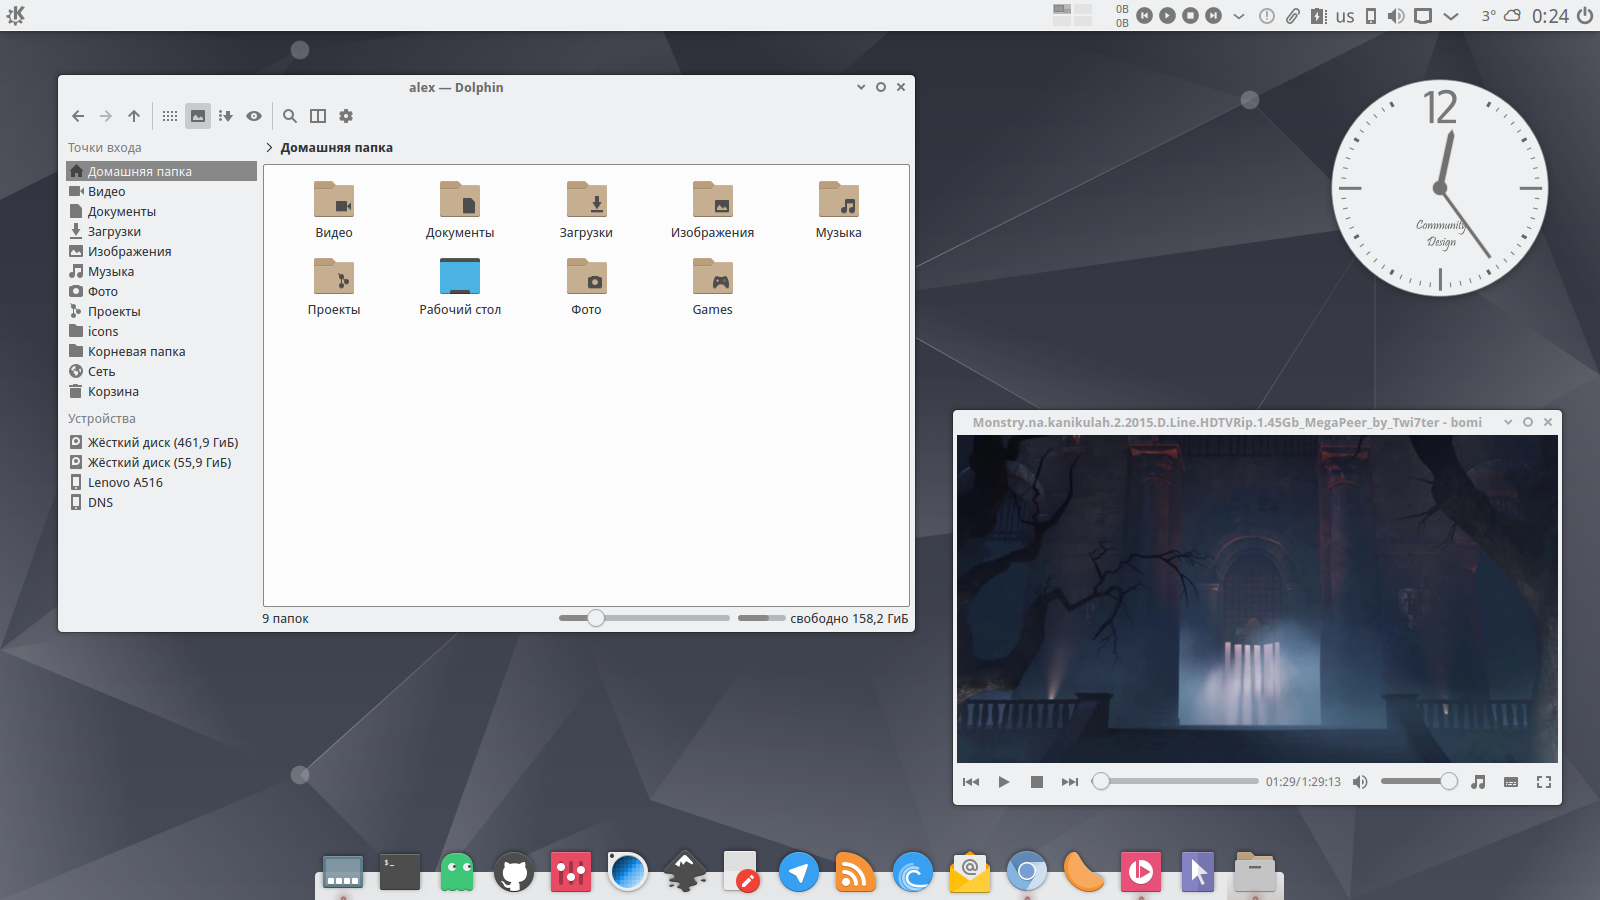 0B
0B
us
3°
0:24
alex — Dolphin
Точки входа
Домашняя папка
Видео
Документы
Загрузки
Изображения
Музыка
Фото
Проекты
icons
Корневая папка
Сеть
Корзина
Устройства
Жёсткий диск (461,9 ГиБ)
Жёсткий диск (55,9 ГиБ)
Lenovo A516
DNS
Домашняя папка
Видео
Документы
Загрузки
Изображения
Музыка
Проекты
Рабочий стол
Фото
Games
9 папок
свободно 158,2 ГиБ
12
Community
Design
Monstry.na.kanikulah.2.2015.D.Line.HDTVRip.1.45Gb_MegaPeer_by_Twi7ter - bomi
01:29/1:29:13
$_
@